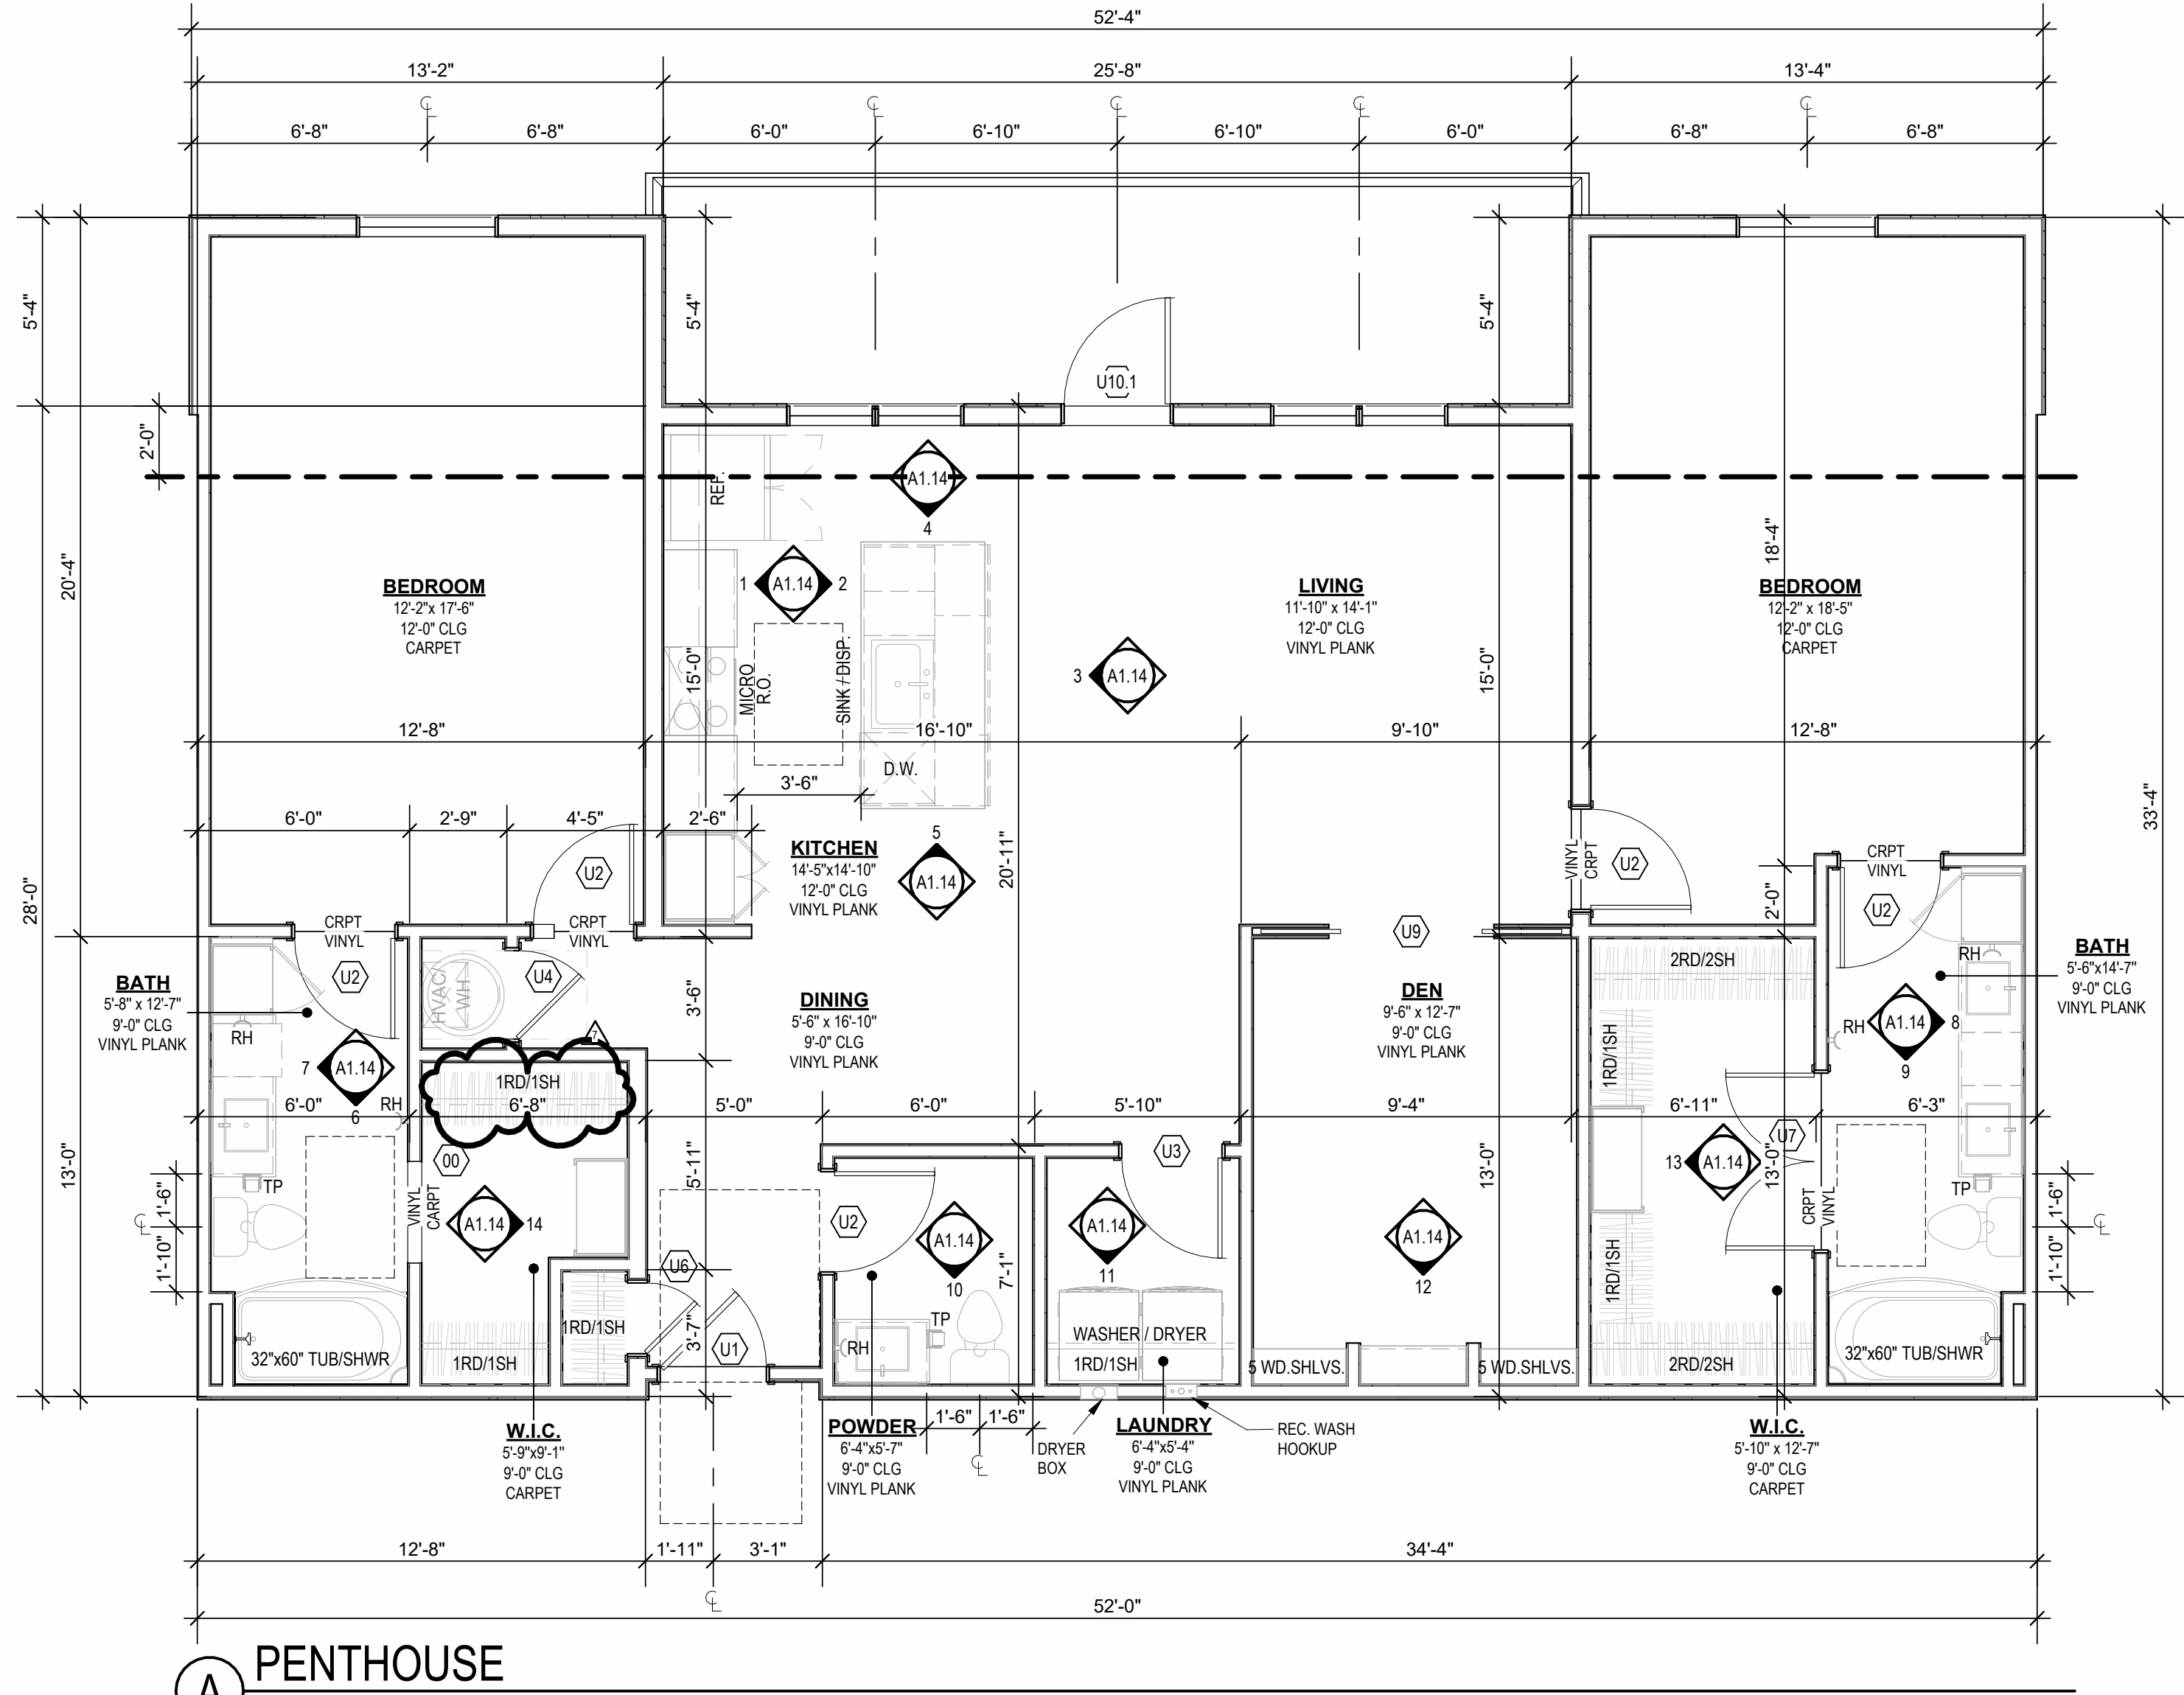 52'-4"
13'-2" 25'-8" 13'-4"
6'-8" 6'-8" 6'-0" 6'-10" 6'-10" 6'-0" 6'-8" 6'-8"
5'-4"
20'-4"
28'-0"
13'-0"
2'-0"
5'-4"
5'-4"
U10.1
REF.
A1.14
4
1 A1.14 2
3 A1.14
BEDROOM
12'-2"x 17'-6"
12'-0" CLG
CARPET
LIVING
11'-10" x 14'-1"
12'-0" CLG
VINYL PLANK
BEDROOM
12'-2" x 18'-5"
12'-0" CLG
CARPET
18'-4"
15'-0"
MICRO
R.O.
SINK / DISP.
15'-0"
12'-8" 16'-10" 9'-10" 12'-8"
D.W.
3'-6"
6'-0" 2'-9" 4'-5" 2'-6"
33'-4"
KITCHEN
14'-5"x14'-10"
12'-0" CLG
VINYL PLANK
5
A1.14
20'-11"
U2
CRPT
VINYL
CRPT
VINYL
VINYL
CRPT
U2
CRPT
VINYL
U2
2'-0"
U9
BATH
5'-8" x 12'-7"
9'-0" CLG
VINYL PLANK
U2
RH
HVAC/
WH
U4
7
3'-6"
DINING
5'-6" x 16'-10"
9'-0" CLG
VINYL PLANK
DEN
9'-6" x 12'-7"
9'-0" CLG
VINYL PLANK
2RD/2SH
1RD/1SH
RH
RH
A1.14 8
9
BATH
5'-6"x14'-7"
9'-0" CLG
VINYL PLANK
7 A1.14
6
RH
1RD/1SH
6'-0" 6'-8" 5'-0" 6'-0" 5'-10" 9'-4" 6'-11" 6'-3"
00
U3
U7
13 A1.14
13'-0"
13'-0"
5'-11"
TP
1'-6"
1'-10"
VINYL
CARPT
A1.14 14
U6
U2
A1.14
10
7'-1"
A1.14
11
A1.14
12
CRPT
VINYL
TP
1'-6"
1'-10"
1RD/1SH
32"x60" TUB/SHWR
1RD/1SH
1RD/1SH
3'-7"
U1
RH
TP
WASHER / DRYER
1RD/1SH
5 WD.SHLVS.
5 WD.SHLVS.
2RD/2SH
32"x60" TUB/SHWR
W.I.C.
5'-9"x9'-1"
9'-0" CLG
CARPET
POWDER
6'-4"x5'-7"
9'-0" CLG
VINYL PLANK
1'-6" 1'-6"
DRYER
BOX
LAUNDRY
6'-4"x5'-4"
9'-0" CLG
VINYL PLANK
REC. WASH
HOOKUP
W.I.C.
5'-10" x 12'-7"
9'-0" CLG
CARPET
12'-8" 1'-11" 3'-1" 34'-4"
52'-0"
A PENTHOUSE